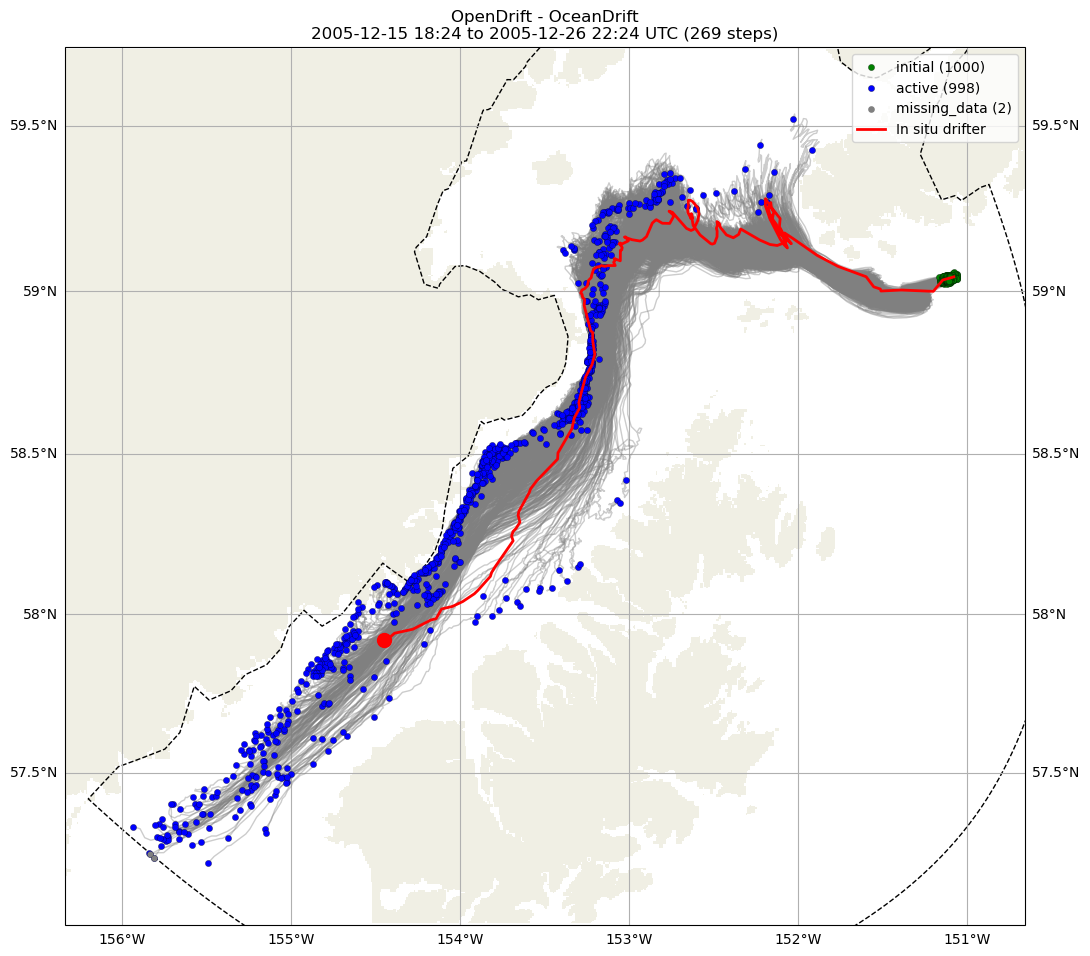 OpenDrift - OceanDrift
2005-12-15 18:24 to 2005-12-26 22:24 UTC (269 steps)
initial (1000)
active (998)
missing_data (2)
In situ drifter
59.5°N
59.5°N
59°N
59°N
58.5°N
58.5°N
58°N
58°N
57.5°N
57.5°N
156°W
155°W
154°W
153°W
152°W
151°W